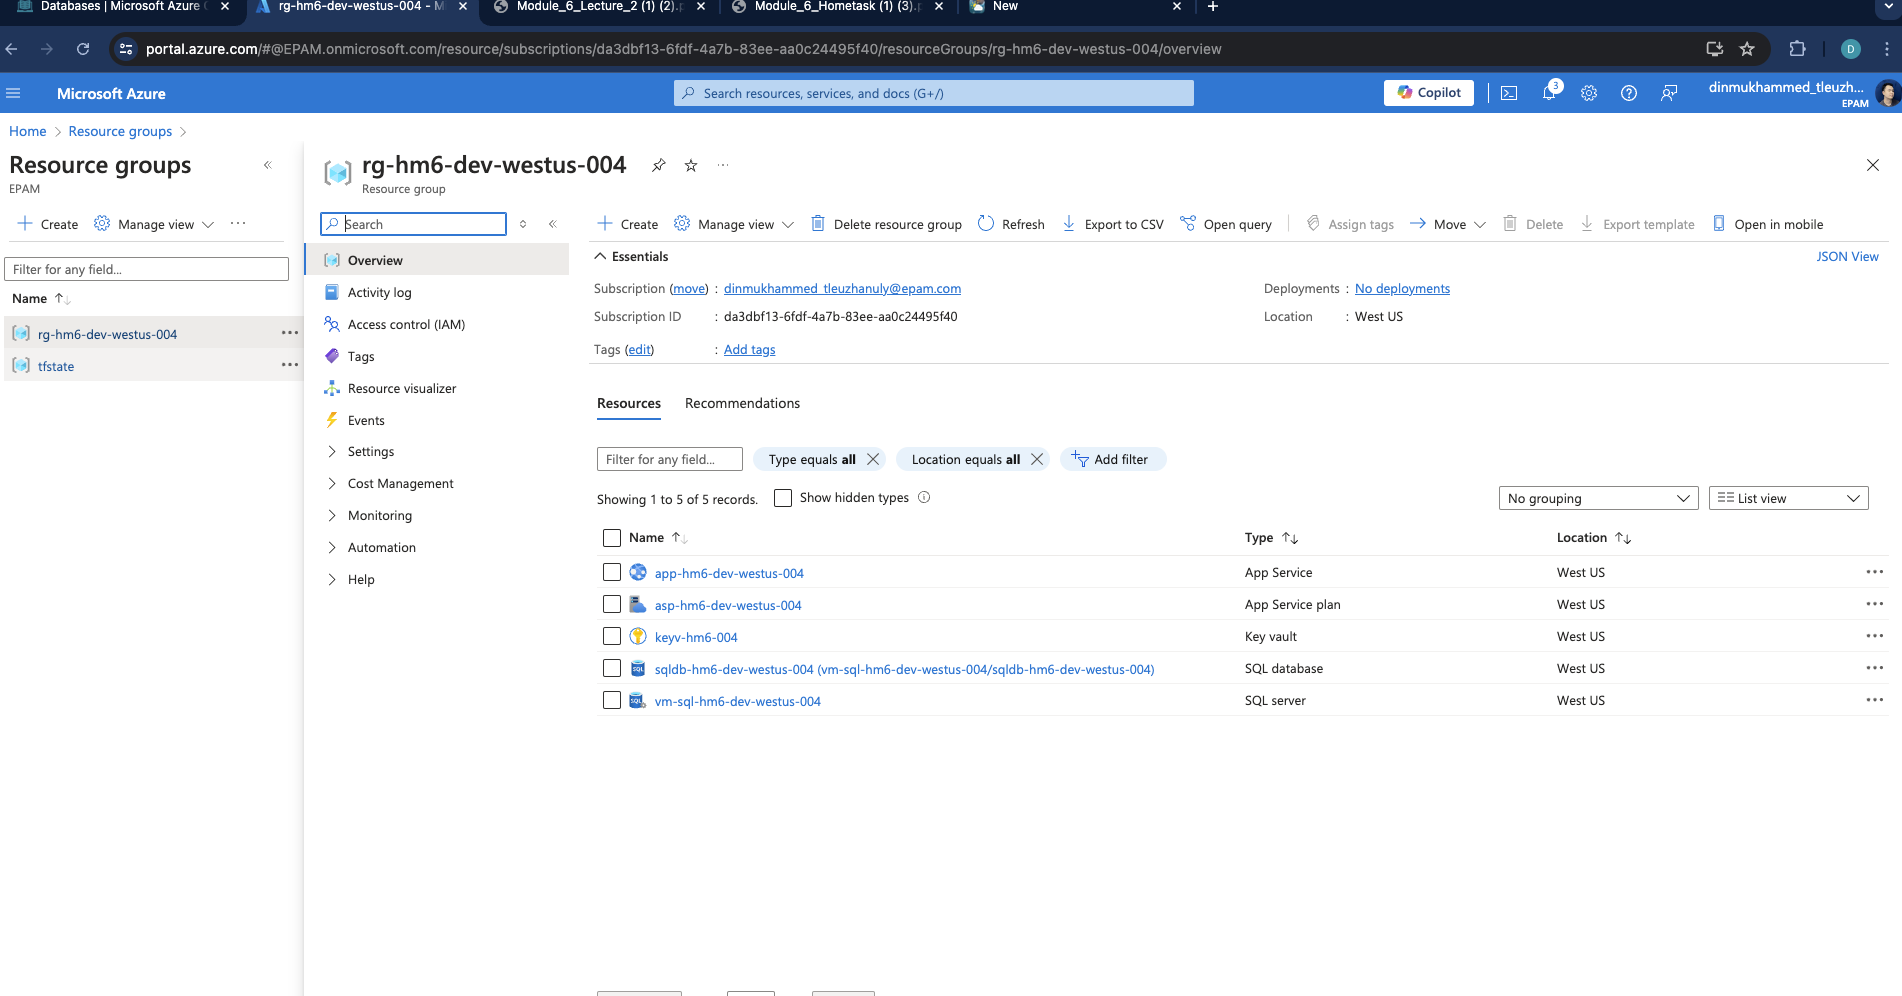 Databases | Microsoft Azure
rg-hm6-dev-westus-004 - M
Module_6_Lecture_2 (1) (2).p
Module_6_Hometask (1) (3).p
New
portal.azure.com/#@EPAM.onmicrosoft.com/resource/subscriptions/da3dbf13-6fdf-4a7b-83ee-aa0c24495f40/resourceGroups/rg-hm6-dev-westus-004/overview
D
Microsoft Azure
Search resources, services, and docs (G+/)
Copilot
3
dinmukhammed_tleuzh...
EPAM
Home > Resource groups >
Resource groups
EPAM
Create
Manage view
Filter for any field...
Name
rg-hm6-dev-westus-004
tfstate
rg-hm6-dev-westus-004
Resource group
Search
Overview
Activity log
Access control (IAM)
Tags
Resource visualizer
Events
Settings
Cost Management
Monitoring
Automation
Help
Create
Manage view
Delete resource group
Refresh
Export to CSV
Open query
Assign tags
Move
Delete
Export template
Open in mobile
Essentials
JSON View
Subscription (move) : dinmukhammed_tleuzhanuly@epam.com
Subscription ID : da3dbf13-6fdf-4a7b-83ee-aa0c24495f40
Tags (edit) : Add tags
Deployments : No deployments
Location : West US
Resources
Recommendations
Filter for any field...
Type equals all
Location equals all
Add filter
Showing 1 to 5 of 5 records.
Show hidden types
No grouping
List view
Name Type Location
app-hm6-dev-westus-004 App Service West US
asp-hm6-dev-westus-004 App Service plan West US
keyv-hm6-004 Key vault West US
sqldb-hm6-dev-westus-004 (vm-sql-hm6-dev-westus-004/sqldb-hm6-dev-westus-004) SQL database West US
vm-sql-hm6-dev-westus-004 SQL server West US